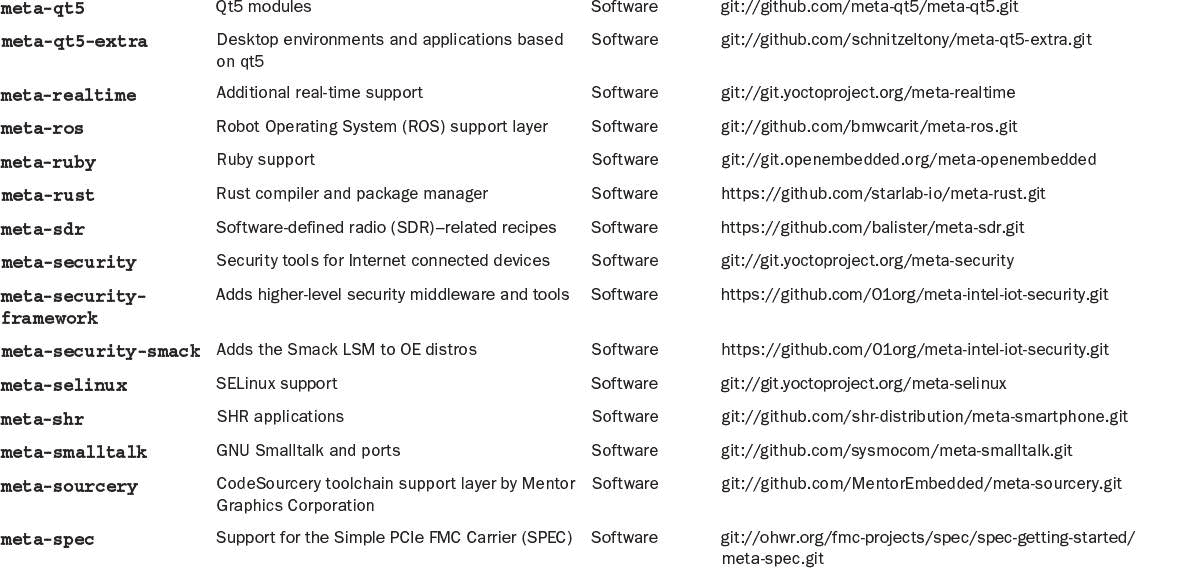 meta-qt5 Qt5 modules Software git://github.com/meta-qt5/meta-qt5.git
meta-qt5-extra Desktop environments and applications based Software git://github.com/schnitzeltony/meta-qt5-extra.git
on qt5
meta-realtime Additional real-time support Software git://git.yoctoproject.org/meta-realtime
meta-ros Robot Operating System (ROS) support layer Software git://github.com/bmwcarit/meta-ros.git
meta-ruby Ruby support Software git://git.openembedded.org/meta-openembedded
meta-rust Rust compiler and package manager Software https://github.com/starlab-io/meta-rust.git
meta-sdr Software-defined radio (SDR)–related recipes Software https://github.com/balister/meta-sdr.git
meta-security Security tools for Internet connected devices Software git://git.yoctoproject.org/meta-security
meta-security- Adds higher-level security middleware and tools Software https://github.com/01org/meta-intel-iot-security.git
framework
meta-security-smack Adds the Smack LSM to OE distros Software https://github.com/01org/meta-intel-iot-security.git
meta-selinux SELinux support Software git://git.yoctoproject.org/meta-selinux
meta-shr SHR applications Software git://github.com/shr-distribution/meta-smartphone.git
meta-smalltalk GNU Smalltalk and ports Software git://github.com/sysmocom/meta-smalltalk.git
meta-sourcery CodeSourcery toolchain support layer by Mentor Software git://github.com/MentorEmbedded/meta-sourcery.git
Graphics Corporation
meta-spec Support for the Simple PCIe FMC Carrier (SPEC) Software git://ohwr.org/fmc-projects/spec/spec-getting-started/
meta-spec.git